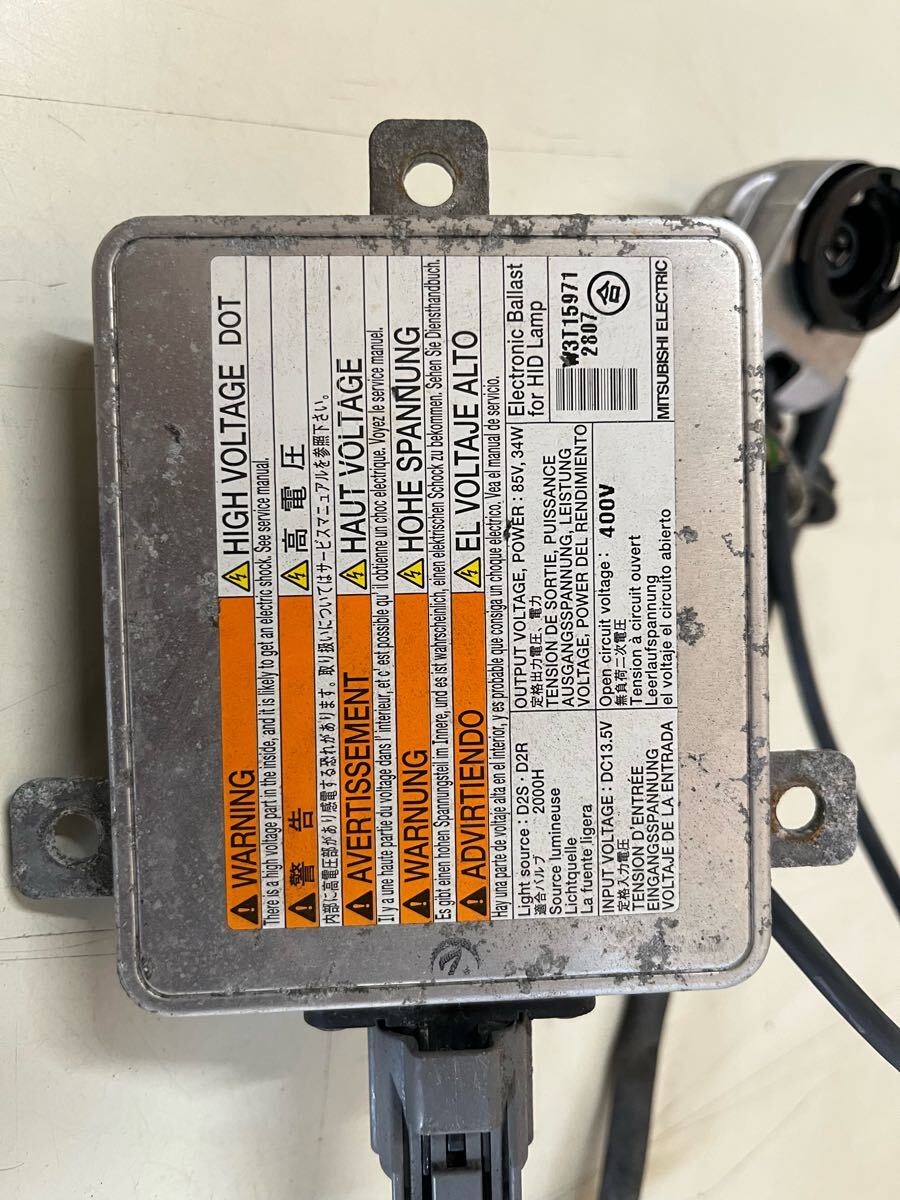 WARNING HIGH VOLTAGE DOT
There is a high voltage part in the inside, and it is likely to get an electric shock. See service manual.
警 告 高 電 圧
内部に高電圧部があり感電する恐れがあります。取り扱いについてはサービスマニュアルを参照下さい。
AVERTISSEMENT HAUT VOLTAGE
Il y a une haute partie du voltage dans l' interieur, et c' est possible qu' il obtienne un choc electrique. Voyez le service manuel.
WARNUNG HOHE SPANNUNG
Es gibt einen hohen Spannungsteil im Innere, und es ist wahrscheinlich, einen elektrischen Schock zu bekommen. Sehen Sie Diensthandbuch.
ADVIRTIENDO EL VOLTAJE ALTO
Hay una parte de voltaje alta en el interior, y es probable que consiga un choque electrico. Vea el manual de servicio.
Light source : D2S · D2R
適合バルブ 2000H
Source lumineuse
Lichtquelle
La fuente ligera
OUTPUT VOLTAGE, POWER : 85V, 34W
定格出力電圧、電力
TENSION DE SORTIE, PUISSANCE
AUSGANGSSPANNUNG, LEISTUNG
VOLTAGE, POWER DEL RENDIMIENTO
Electronic Ballast
for HID Lamp
W3T15971
2807
合
MITSUBISHI ELECTRIC
INPUT VOLTAGE : DC13.5V
定格入力電圧
TENSION D'ENTRÉE
EINGANGSSPANNUNG
VOLTAJE DE LA ENTRADA
Open circuit voltage : 400V
無負荷二次電圧
Tension à circuit ouvert
Leerlaufspannung
el voltaje el circuito abierto